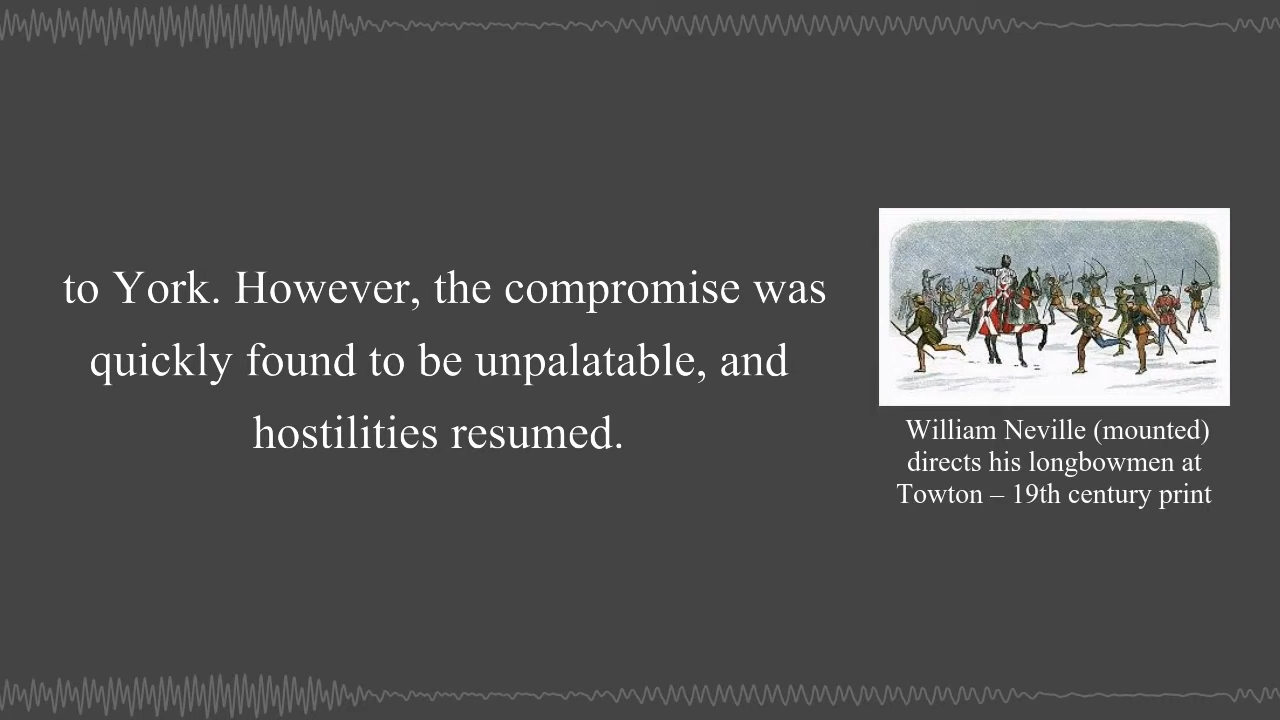 to York. However, the compromise was
quickly found to be unpalatable, and
hostilities resumed.
William Neville (mounted)
directs his longbowmen at
Towton – 19th century print